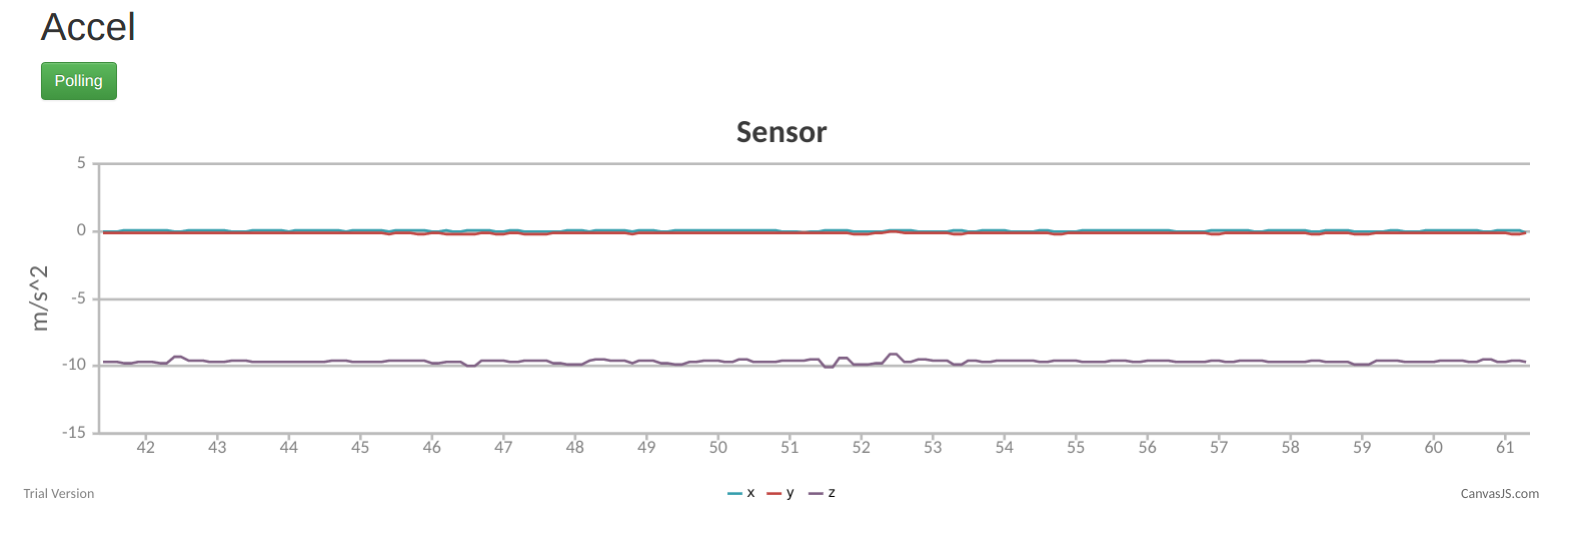 Accel
Polling
Sensor
m/s^2
5
0
-5
-10
-15
42 43 44 45 46 47 48 49 50 51 52 53 54 55 56 57 58 59 60 61
x y z
Trial Version
CanvasJS.com